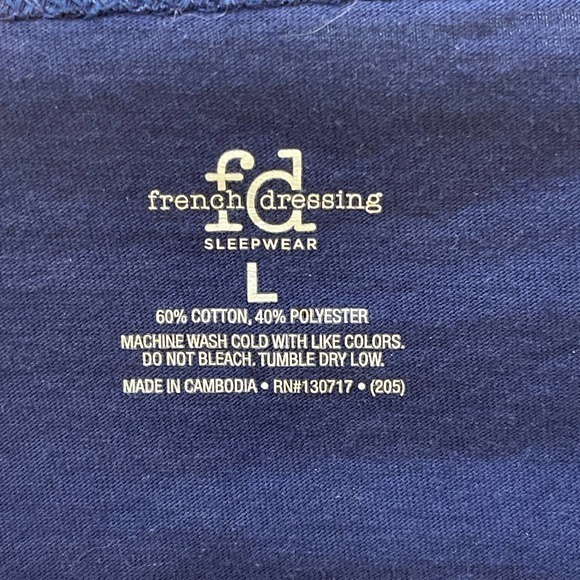 fd
french dressing
SLEEPWEAR
L
60% COTTON, 40% POLYESTER
MACHINE WASH COLD WITH LIKE COLORS.
DO NOT BLEACH. TUMBLE DRY LOW.
MADE IN CAMBODIA • RN#130717 • (205)